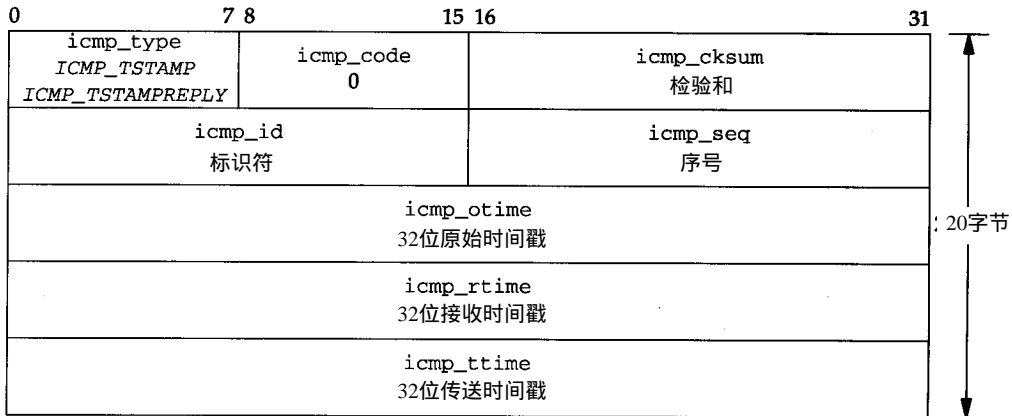 0 7 8 15 16 31
icmp_type
ICMP_TSTAMP
ICMP_TSTAMPREPLY
icmp_code
0
icmp_cksum
检验和
icmp_id
标识符
icmp_seq
序号
icmp_otime
32位原始时间戳
20字节
icmp_rtime
32位接收时间戳
icmp_ttime
32位传送时间戳